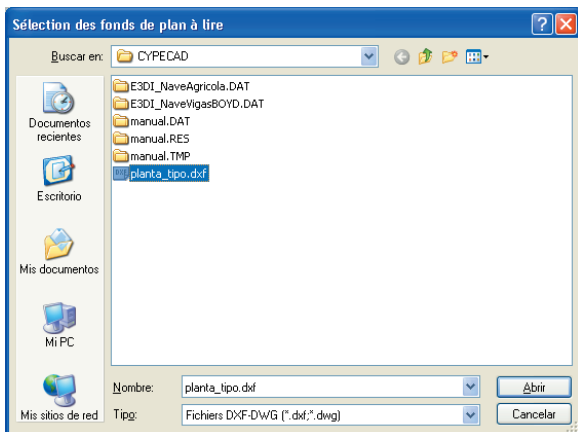 Sélection des fonds de plan à lire
Buscar en: CYPECAD
E3DI_NaveAgricola.DAT
E3DI_NaveVigasBOYD.DAT
manual.DAT
manual.RES
manual.TMP
planta_tipo.dxf
Documentos
recientes
Escritorio
Mis documentos
Mi PC
Mis sitios de red
Nombre: planta_tipo.dxf Abrir
Tipo: Fichiers DXF-DWG (*.dxf;*.dwg) Cancelar